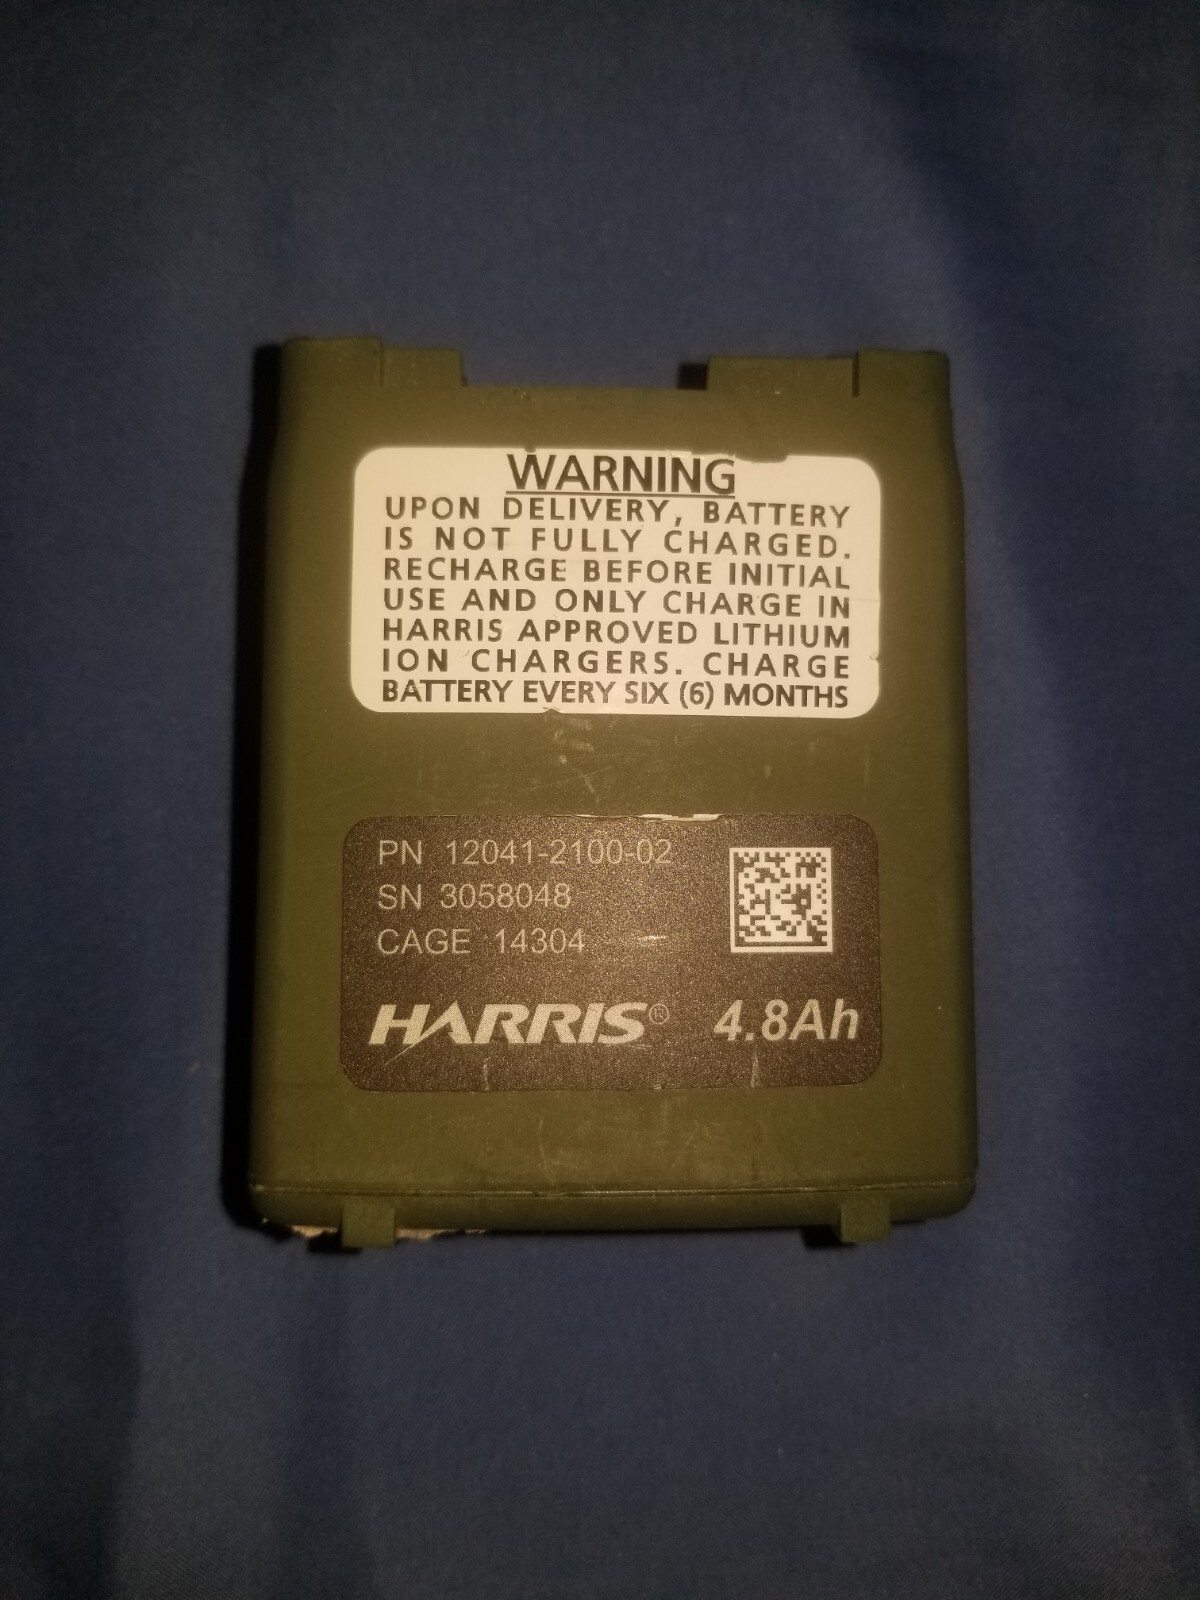 WARNING
UPON DELIVERY, BATTERY
IS NOT FULLY CHARGED.
RECHARGE BEFORE INITIAL
USE AND ONLY CHARGE IN
HARRIS APPROVED LITHIUM
ION CHARGERS. CHARGE
BATTERY EVERY SIX (6) MONTHS
PN 12041-2100-02
SN 3058048
CAGE 14304
HARRIS® 4.8Ah